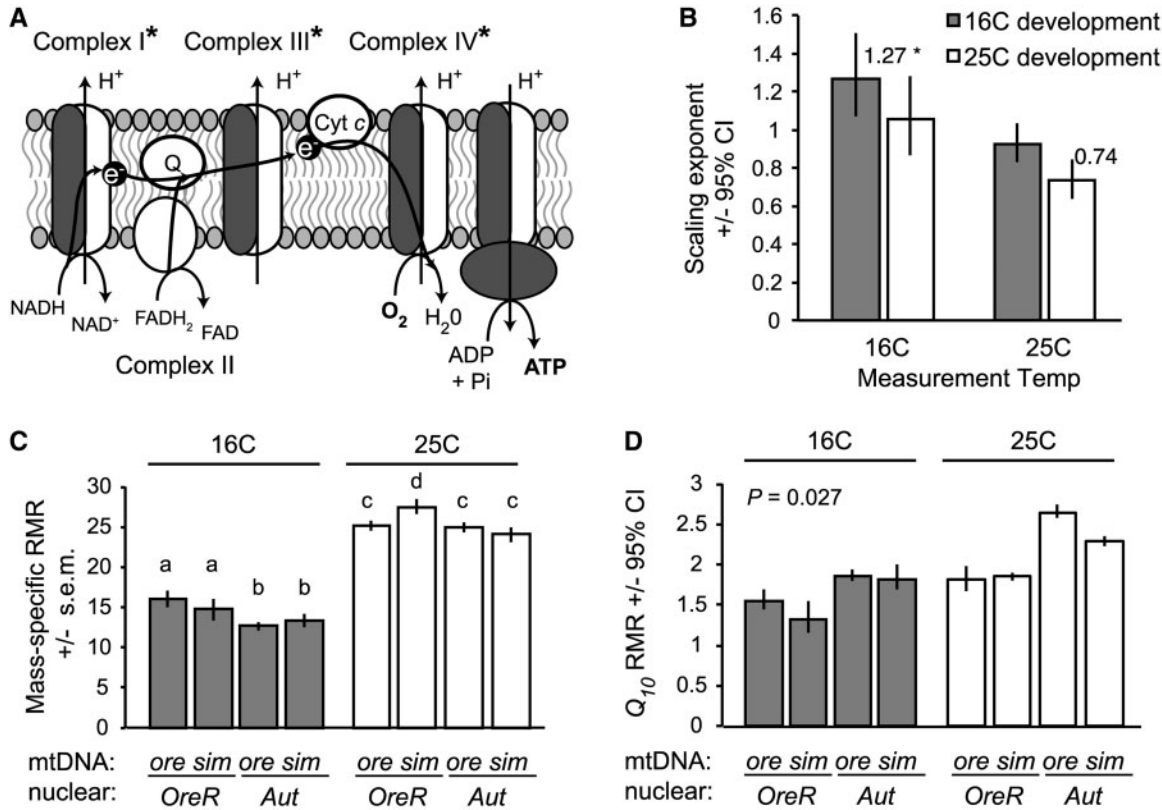 A
Complex I* Complex III* Complex IV*
H+ H+ H+ H+
Cyt c
e-
Q
e-
NADH
NAD+
FADH2
FAD
O2
H20
ADP
+ Pi
ATP
Complex II
B
16C development
25C development
Scaling exponent
+/- 95% CI
1.6
1.4
1.2
1
0.8
0.6
0.4
0.2
0
1.27 *
0.74
16C 25C
Measurement Temp
C
16C 25C
Mass-specific RMR
+/- s.e.m.
30
25
20
15
10
5
0
a a b b c d c c
mtDNA: ore sim ore sim ore sim ore sim
nuclear: OreR Aut OreR Aut
D
16C 25C
P = 0.027
Q10 RMR +/- 95% CI
3
2.5
2
1.5
1
0.5
0
mtDNA: ore sim ore sim ore sim ore sim
nuclear: OreR Aut OreR Aut